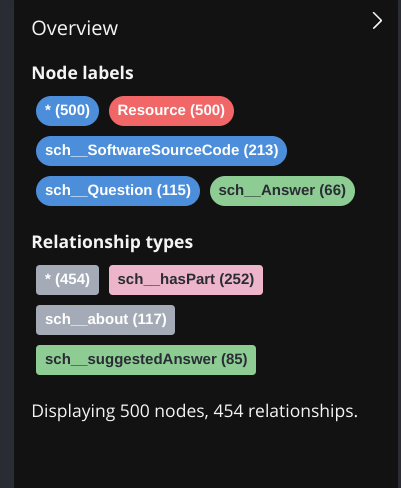 Overview
Node labels
* (500) Resource (500)
sch__SoftwareSourceCode (213)
sch__Question (115) sch__Answer (66)
Relationship types
* (454) sch__hasPart (252)
sch__about (117)
sch__suggestedAnswer (85)
Displaying 500 nodes, 454 relationships.